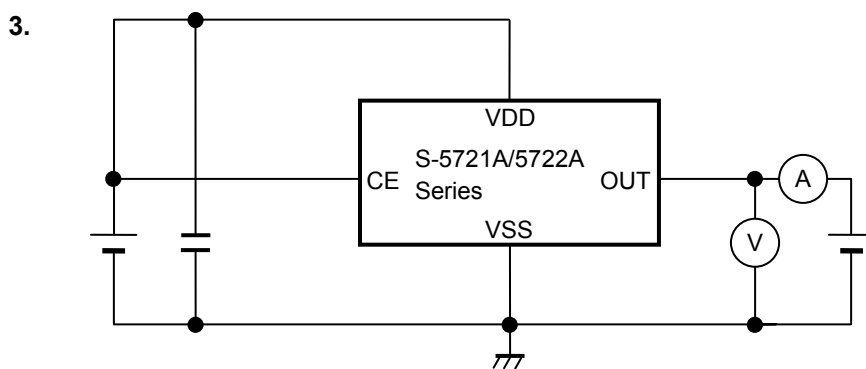 3.
VDD
S-5721A/5722A
Series
CE
OUT
VSS
A
V